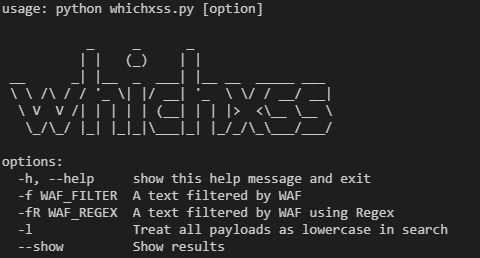 usage: python whichxss.py [option]
whichxss
options:
-h, --help show this help message and exit
-f WAF_FILTER A text filtered by WAF
-fR WAF_REGEX A text filtered by WAF using Regex
-l Treat all payloads as lowercase in search
--show Show results